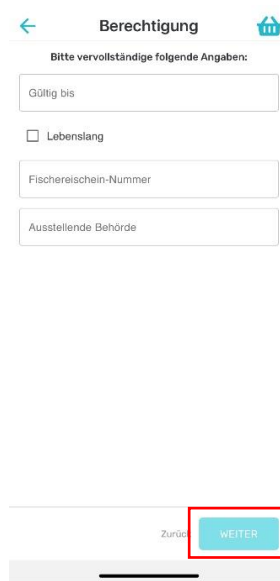 Berechtigung
Bitte vervollständige folgende Angaben:
Gültig bis
Lebenslang
Fischereischein-Nummer
Ausstellende Behörde
Zurück WEITER